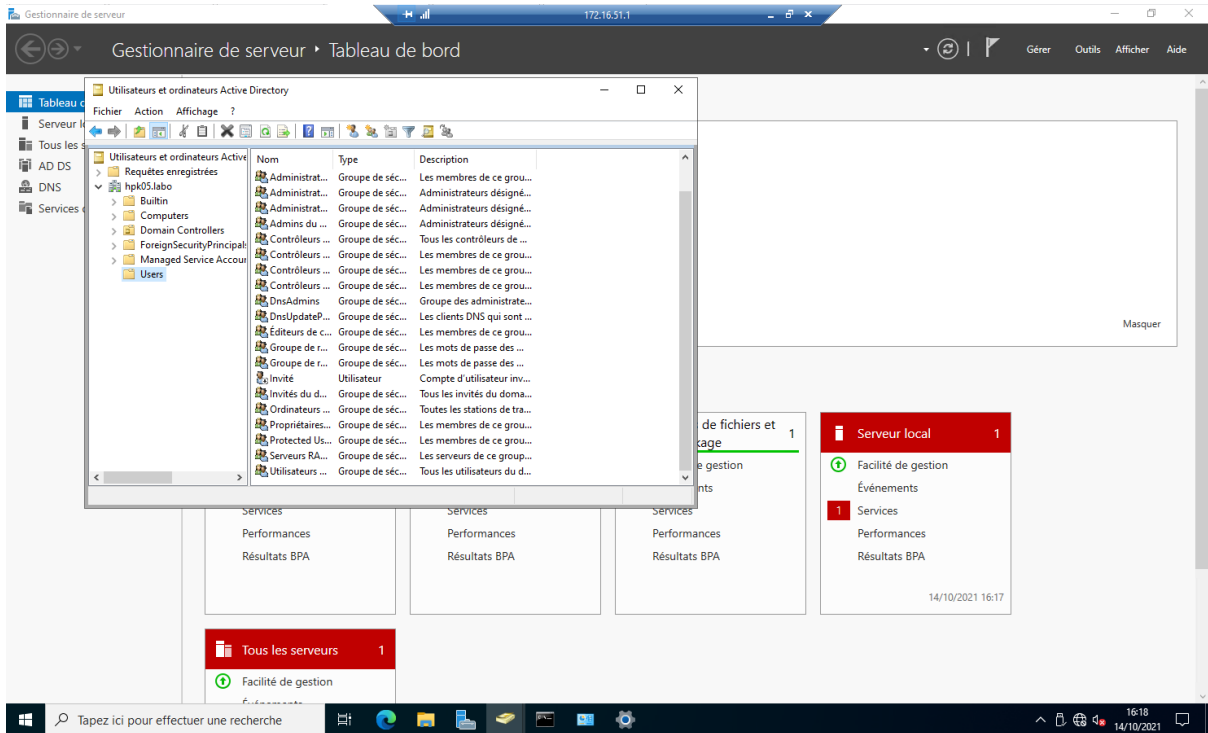 Gestionnaire de serveur
172.16.51.1
Gestionnaire de serveur ‣ Tableau de bord
Gérer Outils Afficher Aide
Tableau
Serveur
Tous les
AD DS
DNS
Services
Utilisateurs et ordinateurs Active Directory
Fichier Action Affichage ?
Utilisateurs et ordinateurs Active
Requêtes enregistrées
hpk05.labo
Builtin
Computers
Domain Controllers
ForeignSecurityPrincipals
Managed Service Accour
Users
Nom Type Description
Administrat... Groupe de séc... Les membres de ce grou...
Administrat... Groupe de séc... Administrateurs désigné...
Administrat... Groupe de séc... Administrateurs désigné...
Admins du ... Groupe de séc... Administrateurs désigné...
Contrôleurs ... Groupe de séc... Tous les contrôleurs de ...
Contrôleurs ... Groupe de séc... Les membres de ce grou...
Contrôleurs ... Groupe de séc... Les membres de ce grou...
Contrôleurs ... Groupe de séc... Les membres de ce grou...
DnsAdmins Groupe de séc... Groupe des administrate...
DnsUpdateP... Groupe de séc... Les clients DNS qui sont ...
Éditeurs de c... Groupe de séc... Les membres de ce grou...
Groupe de r... Groupe de séc... Les mots de passe des ...
Groupe de r... Groupe de séc... Les mots de passe des ...
Invité Utilisateur Compte d'utilisateur inv...
Invités du d... Groupe de séc... Tous les invités du doma...
Ordinateurs ... Groupe de séc... Toutes les stations de tra...
Propriétaires... Groupe de séc... Les membres de ce grou...
Protected Us... Groupe de séc... Les membres de ce grou...
Serveurs RA... Groupe de séc... Les serveurs de ce group...
Utilisateurs ... Groupe de séc... Tous les utilisateurs du d...
Masquer
Services
Performances
Résultats BPA
Services
Performances
Résultats BPA
de fichiers et
kage
1
e gestion
nts
Services
Performances
Résultats BPA
Serveur local 1
Facilité de gestion
Événements
1 Services
Performances
Résultats BPA
14/10/2021 16:17
Tous les serveurs 1
Facilité de gestion
Événements
Tapez ici pour effectuer une recherche
16:18
14/10/2021